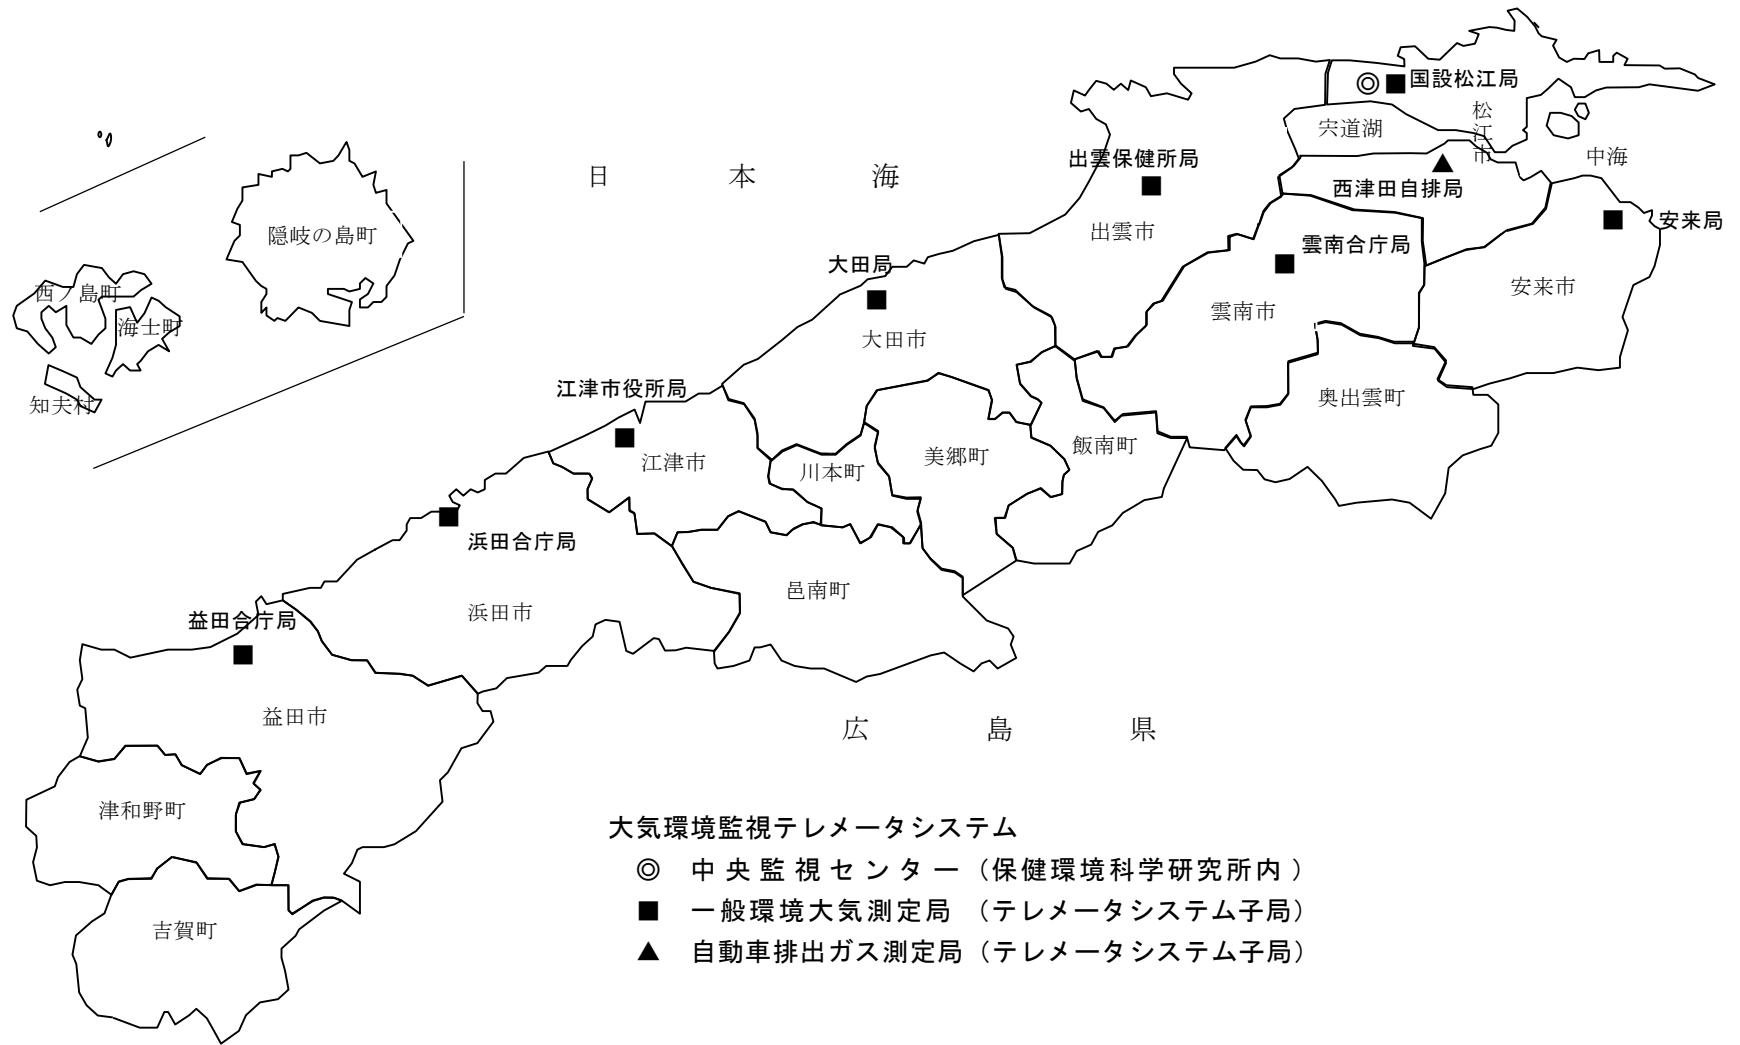 国設松江局
松江市
宍道湖
中海
出雲保健所局
西津田自排局
安来局
日本海
隠岐の島町
出雲市
雲南合庁局
大田局
安来市
西ノ島町
海士町
雲南市
大田市
江津市役所局
知夫村
奥出雲町
飯南町
美郷町
江津市
川本町
浜田合庁局
邑南町
浜田市
益田合庁局
益田市
広島県
津和野町
吉賀町
大気環境監視テレメータシステム
◎ 中央監視センター（保健環境科学研究所内）
■ 一般環境大気測定局（テレメータシステム子局）
▲ 自動車排出ガス測定局（テレメータシステム子局）